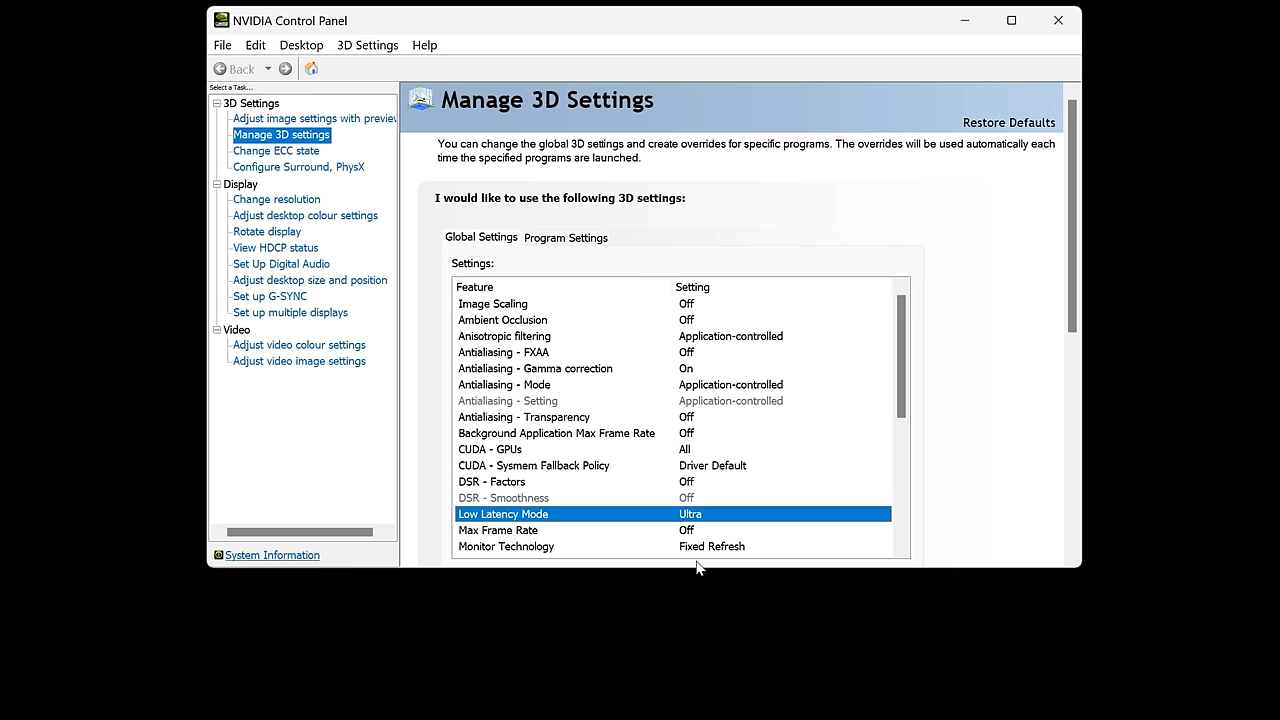 NVIDIA Control Panel
File Edit Desktop 3D Settings Help
Back
Select a Task...
3D Settings
Adjust image settings with preview
Manage 3D settings
Change ECC state
Configure Surround, PhysX
Display
Change resolution
Adjust desktop colour settings
Rotate display
View HDCP status
Set Up Digital Audio
Adjust desktop size and position
Set up G-SYNC
Set up multiple displays
Video
Adjust video colour settings
Adjust video image settings
System Information
Manage 3D Settings
Restore Defaults
You can change the global 3D settings and create overrides for specific programs. The overrides will be used automatically each
time the specified programs are launched.
I would like to use the following 3D settings:
Global Settings Program Settings
Settings:
Feature Setting
Image Scaling Off
Ambient Occlusion Off
Anisotropic filtering Application-controlled
Antialiasing - FXAA Off
Antialiasing - Gamma correction On
Antialiasing - Mode Application-controlled
Antialiasing - Setting Application-controlled
Antialiasing - Transparency Off
Background Application Max Frame Rate Off
CUDA - GPUs All
CUDA - Sysmem Fallback Policy Driver Default
DSR - Factors Off
DSR - Smoothness Off
Low Latency Mode Ultra
Max Frame Rate Off
Monitor Technology Fixed Refresh